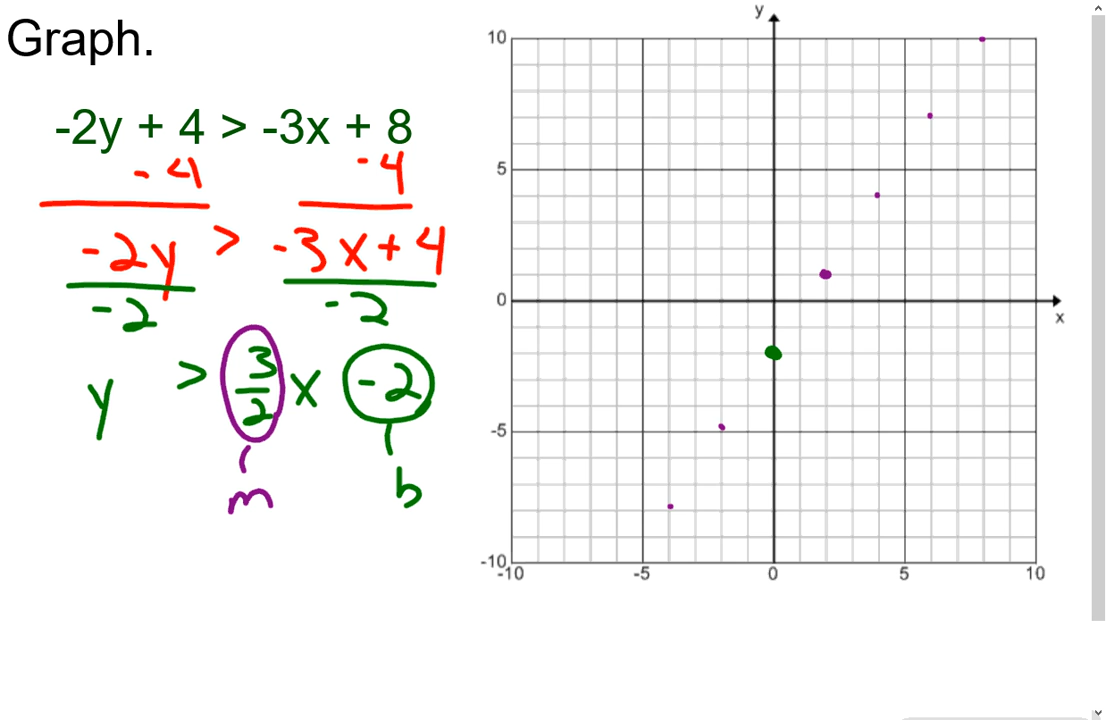 Graph.
-2y + 4 > -3x + 8
-4 -4
-2y > -3x+4
-2 -2
y > 3/2 x -2
m b
y
10
5
0
-5
-10
-10 -5 0 5 10
x